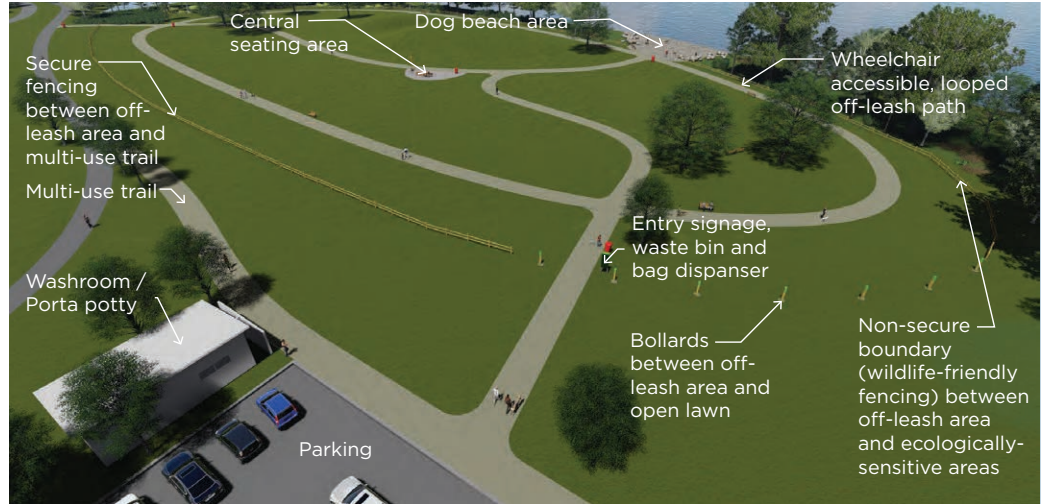 Central
seating area
Dog beach area
Secure
fencing
between off-
leash area and
multi-use trail
Wheelchair
accessible, looped
off-leash path
Multi-use trail
Entry signage,
waste bin and
bag dispanser
Washroom /
Porta potty
Bollards
between off-
leash area and
open lawn
Non-secure
boundary
(wildlife-friendly
fencing) between
off-leash area
and ecologically-
sensitive areas
Parking